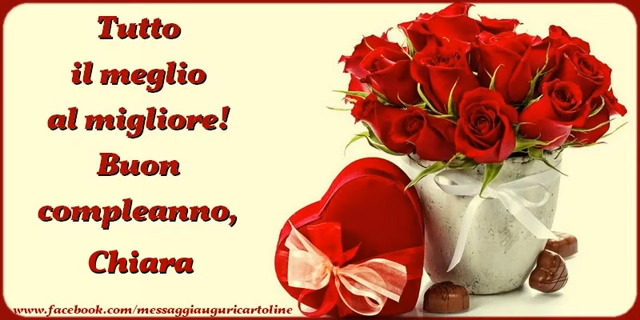 Tutto
il meglio
al migliore!
Buon
compleanno,
Chiara
www.facebook.com/messaggiauguricartoline